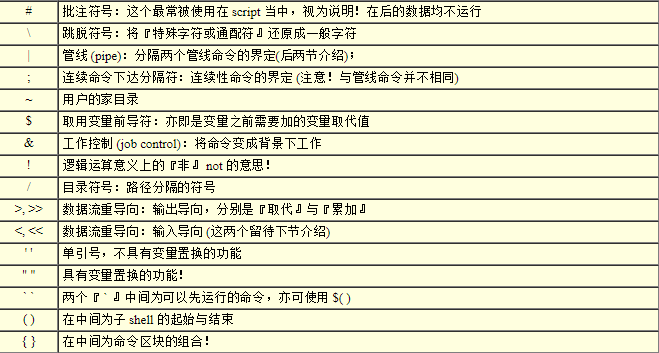 # 批注符号：这个最常被使用在 script 当中，视为说明！在后的数据均不运行
\ 跳脱符号：将『特殊字符或通配符』还原成一般字符
| 管线 (pipe)：分隔两个管线命令的界定(后两节介绍)；
; 连续命令下达分隔符：连续性命令的界定 (注意！与管线命令并不相同)
~ 用户的家目录
$ 取用变量前导符：亦即是变量之前需要加的变量取代值
& 工作控制 (job control)：将命令变成背景下工作
! 逻辑运算意义上的『非』 not 的意思！
/ 目录符号：路径分隔的符号
>, >> 数据流重导向：输出导向，分别是『取代』与『累加』
<, << 数据流重导向：输入导向 (这两个留待下节介绍)
' ' 单引号，不具有变量置换的功能
" " 具有变量置换的功能！
` ` 两个『 ` 』中间为可以先运行的命令，亦可使用 $( )
( ) 在中间为子 shell 的起始与结束
{ } 在中间为命令区块的组合！